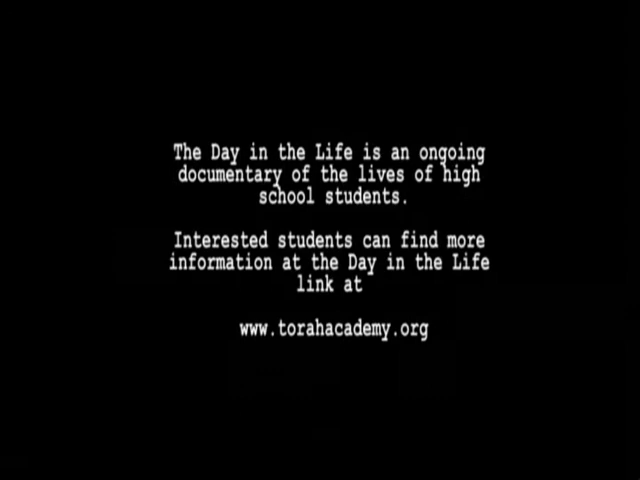 The Day in the Life is an ongoing
documentary of the lives of high
school students.
Interested students can find more
information at the Day in the Life
link at
www.torahacademy.org